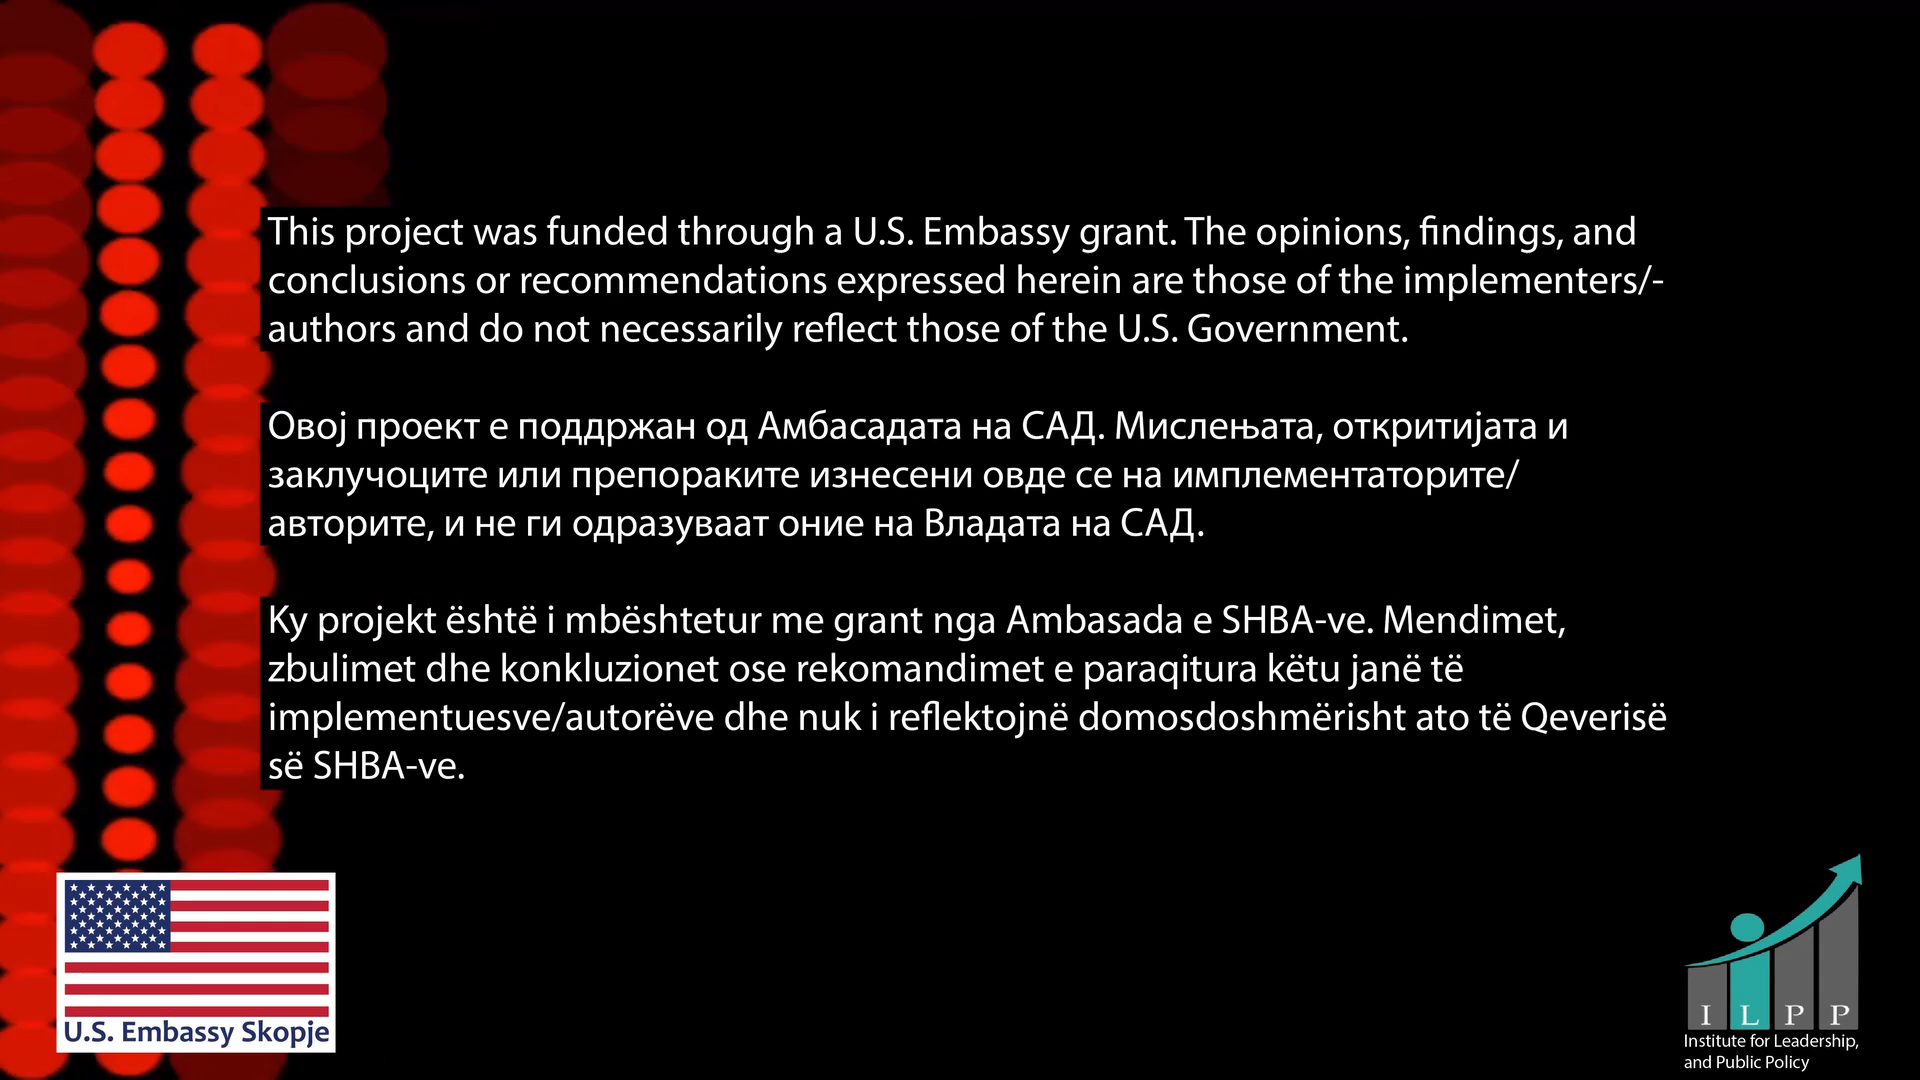 This project was funded through a U.S. Embassy grant. The opinions, findings, and
conclusions or recommendations expressed herein are those of the implementers/-
authors and do not necessarily reflect those of the U.S. Government.
Овој проект е поддржан од Амбасадата на САД. Мислењата, откритијата и
заклучоците или препораките изнесени овде се на имплементаторите/
авторите, и не ги одразуваат оние на Владата на САД.
Ky projekt është i mbështetur me grant nga Ambasada e SHBA-ve. Mendimet,
zbulimet dhe konkluzionet ose rekomandimet e paraqitura këtu janë të
implementuesve/autorëve dhe nuk i reflektojnë domosdoshmërisht ato të Qeverisë
së SHBA-ve.
U.S. Embassy Skopje
I L P P
Institute for Leadership,
and Public Policy